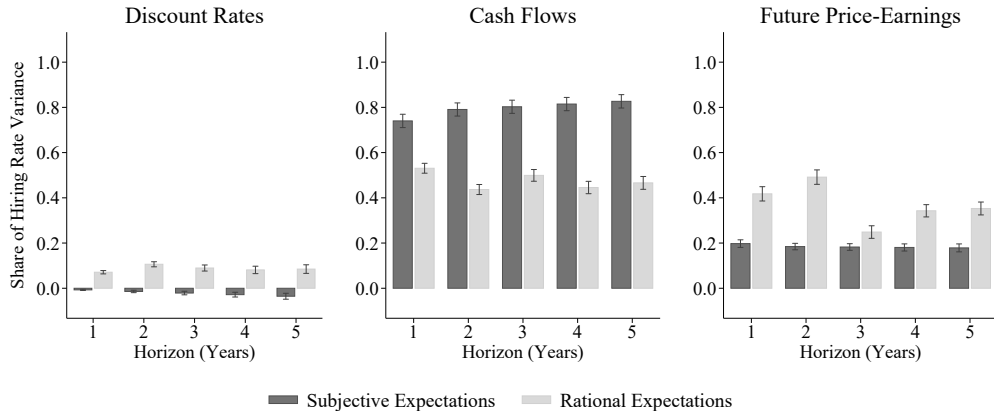 Discount Rates
Cash Flows
Future Price-Earnings
Share of Hiring Rate Variance
1.0
0.8
0.6
0.4
0.2
0.0
1 2 3 4 5
Horizon (Years)
1.0
0.8
0.6
0.4
0.2
0.0
1 2 3 4 5
Horizon (Years)
1.0
0.8
0.6
0.4
0.2
0.0
1 2 3 4 5
Horizon (Years)
Subjective Expectations
Rational Expectations